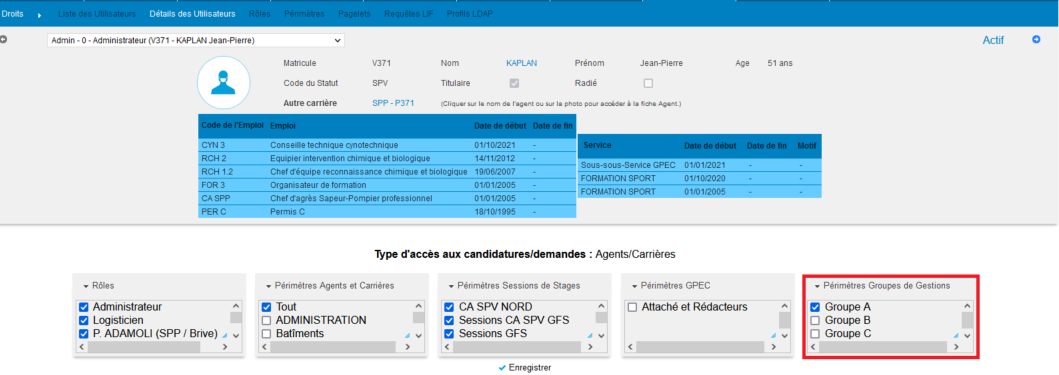 Droits Liste des Utilisateurs Détails des Utilisateurs Rôles Périmètres Pagelets Requêtes LIF Profils LDAP
Admin - 0 - Administrateur (V371 - KAPLAN Jean-Pierre) Actif
Matricule V371 Nom KAPLAN Prénom Jean-Pierre Age 51 ans
Code du Statut SPV Titulaire Radié
Autre carrière SPP - P371 (Cliquer sur le nom de l'agent ou sur la photo pour accéder à la fiche Agent.)
Code de l'Emploi Emploi Date de début Date de fin
CYN 3 Conseille technique cynotechnique 01/10/2021 -
RCH 2 Equipier intervention chimique et biologique 14/11/2012 -
RCH 1.2 Chef d'équipe reconnaissance chimique et biologique 19/06/2007 -
FOR 3 Organisateur de formation 01/01/2005 -
CA SPP Chef d'agrès Sapeur-Pompier professionnel 01/01/2005 -
PER C Permis C 18/10/1995 -
Service Date de début Date de fin Motif
Sous-sous-Service GPEC 01/01/2021 - -
FORMATION SPORT 01/10/2020 - -
FORMATION SPORT 01/01/2005 - -
Type d'accès aux candidatures/demandes : Agents/Carrières
Rôles
Administrateur
Logisticien
P. ADAMOLI (SPP / Brive)
Périmètres Agents et Carrières
Tout
ADMINISTRATION
Batîments
Périmètres Sessions de Stages
CA SPV NORD
Sessions CA SPV GFS
Sessions GFS
Périmètres GPEC
Attaché et Rédacteurs
Périmètres Groupes de Gestions
Groupe A
Groupe B
Groupe C
Enregistrer